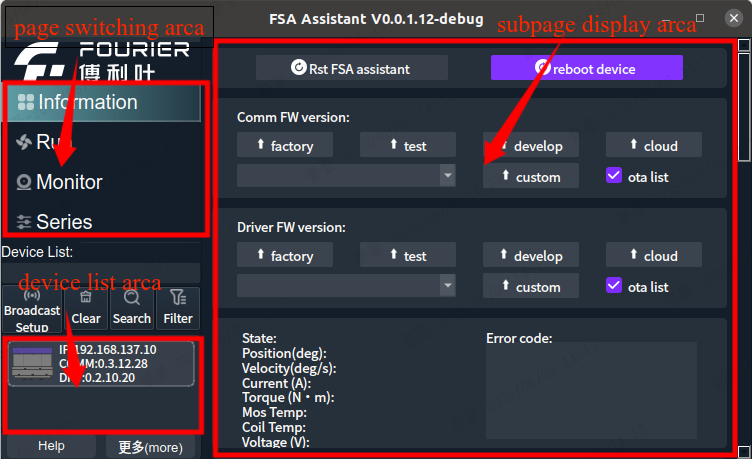 FSA Assistant V0.0.1.12-debug
page switching arca
subpage display arca
FOURIER
傅利叶
Information
Ru
Monitor
Series
Device List:
device list arca
Broadcast Setup
Clear
Search
Filter
IP:192.168.137.10
COMM:0.3.12.28
DRV:0.2.10.20
Help
更多(more)
Rst FSA assistant
reboot device
Comm FW version:
factory
test
develop
cloud
custom
ota list
Driver FW version:
factory
test
develop
cloud
custom
ota list
State:
Position(deg):
Velocity(deg/s):
Current (A):
Torque (N·m):
Mos Temp:
Coil Temp:
Voltage (V):
Error code: